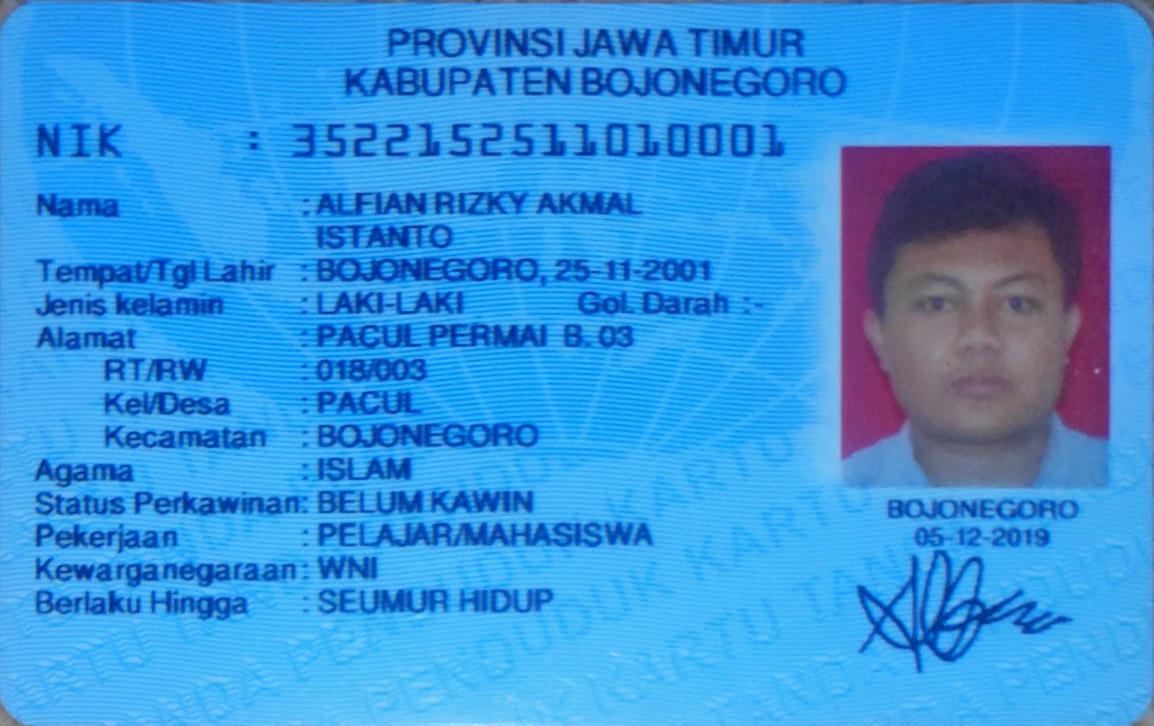 PROVINSI JAWA TIMUR
KABUPATEN BOJONEGORO
NIK : 3522152511010001
Nama : ALFIAN RIZKY AKMAL
ISTANTO
Tempat/Tgl Lahir : BOJONEGORO, 25-11-2001
Jenis kelamin : LAKI-LAKI Gol. Darah :-
Alamat : PACUL PERMAI B. 03
RT/RW : 018/003
Kel/Desa : PACUL
Kecamatan : BOJONEGORO
Agama : ISLAM
Status Perkawinan: BELUM KAWIN
Pekerjaan : PELAJAR/MAHASISWA
Kewarganegaraan: WNI
Berlaku Hingga : SEUMUR HIDUP
BOJONEGORO
05-12-2019